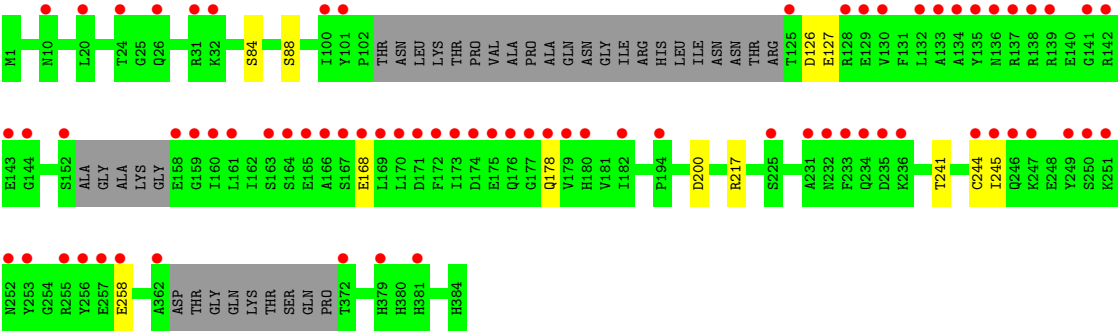 M1 N10 L20 T24 G25 Q26 R31 K32 S84 S88 I100 Y101 P102 THR ASN LEU LYS THR PRO VAL ALA PRO ALA GLN ASN GLY ILE ARG HIS LEU ILE ASN ASN THR ARG T125 D126 E127 R128 E129 V130 F131 L132 A133 A134 Y135 N136 R137 R138 R139 E140 G141 R142
E143 G144 S152 ALA GLY ALA LYS GLY E158 G159 I160 L161 I162 S163 S164 E165 A166 S167 E168 L169 L170 D171 F172 I173 D174 E175 Q176 G177 Q178 V179 H180 V181 I182 P194 D200 R217 S225 A231 N232 F233 Q234 D235 K236 T241 C244 I245 Q246 K247 E248 Y249 S250 K251
N252 Y253 G254 R255 Y256 E257 E258 A362 ASP THR GLY GLN LYS THR SER GLN PRO T372 H379 H380 H381 H384